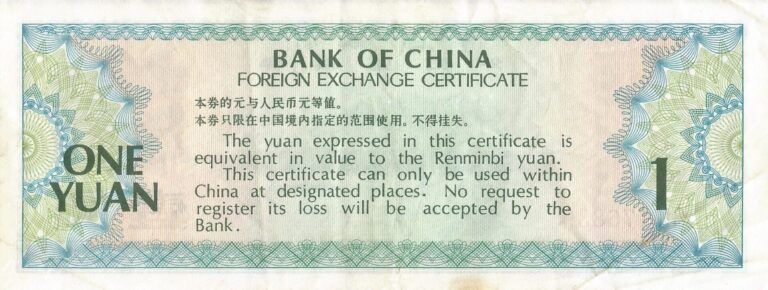 BANK OF CHINA
FOREIGN EXCHANGE CERTIFICATE
本券的元与人民币元等值。
本券只限在中国境内指定的范围使用。不得挂失。
The yuan expressed in this certificate is
equivalent in value to the Renminbi yuan.
This certificate can only be used within
China at designated places. No request to
register its loss will be accepted by the
Bank.
ONE
YUAN
1